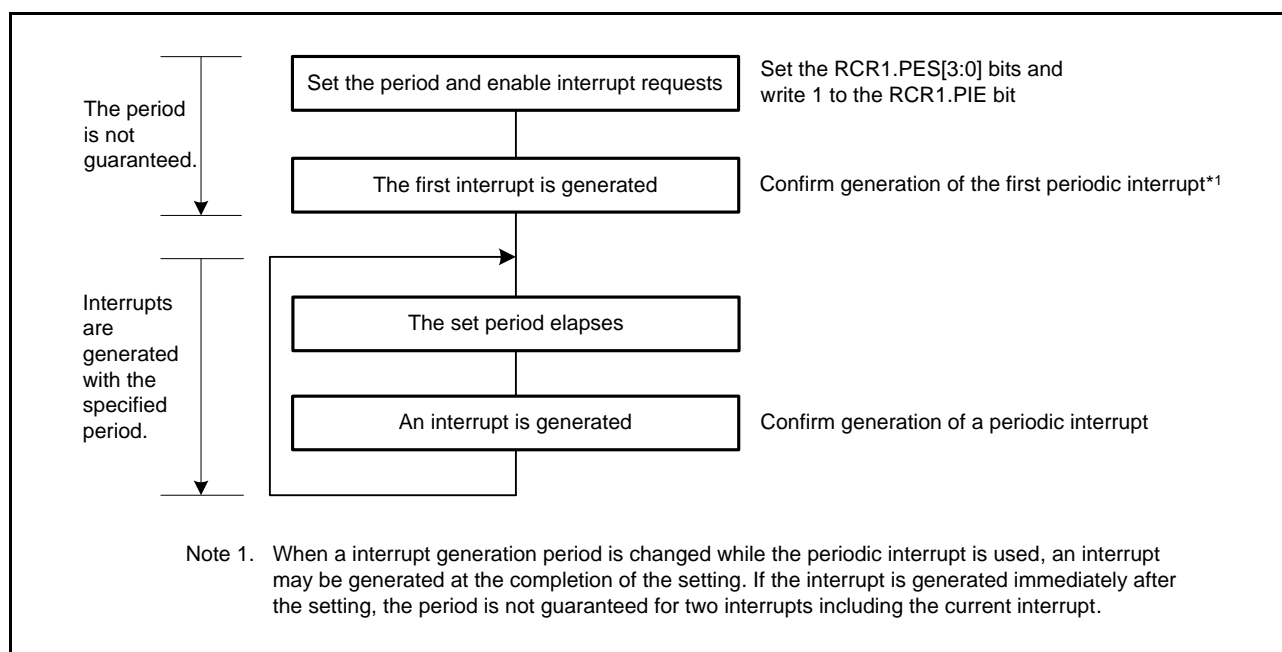 Set the period and enable interrupt requests
Set the RCR1.PES[3:0] bits and
write 1 to the RCR1.PIE bit
The period
is not
guaranteed.
The first interrupt is generated
Confirm generation of the first periodic interrupt*1
Interrupts
are
generated
with the
specified
period.
The set period elapses
An interrupt is generated
Confirm generation of a periodic interrupt
Note 1. When a interrupt generation period is changed while the periodic interrupt is used, an interrupt
may be generated at the completion of the setting. If the interrupt is generated immediately after
the setting, the period is not guaranteed for two interrupts including the current interrupt.